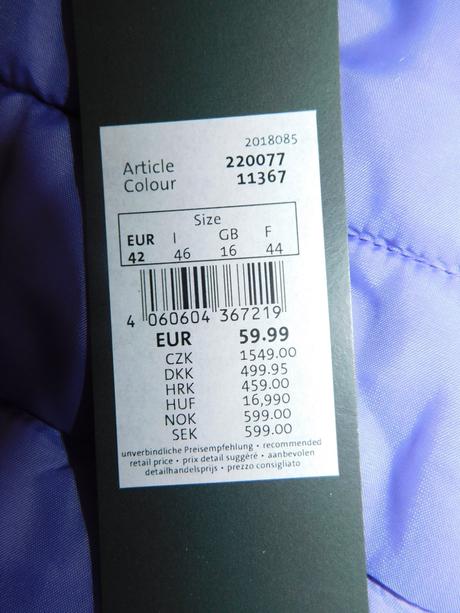 2018085
Article 220077
Colour 11367
Size
EUR I GB F
42 46 16 44
4 060604 367219
EUR 59.99
CZK 1549.00
DKK 499.95
HRK 459.00
HUF 16,990
NOK 599.00
SEK 599.00
unverbindliche Preisempfehlung • recommended
retail price • prix detail suggéré • aanbevolen
detailhandelsprijs • prezzo consigliato